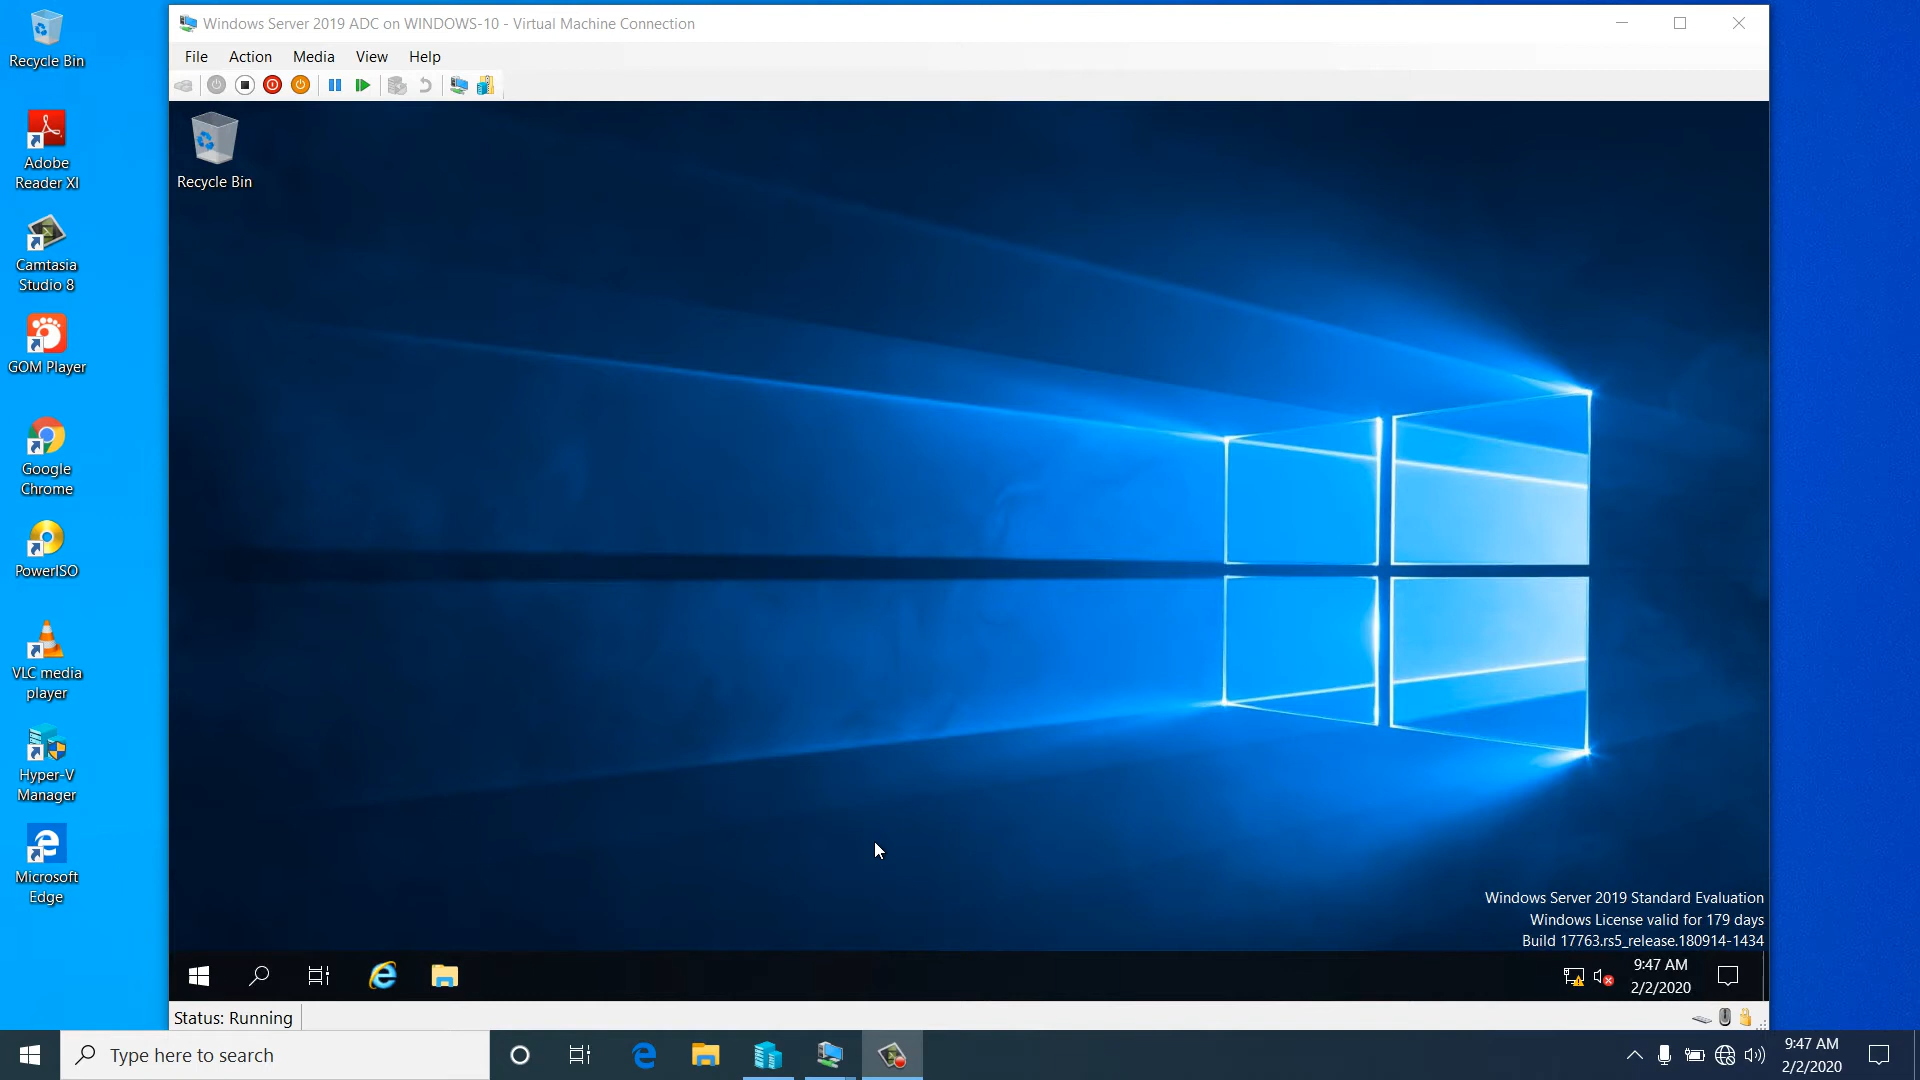 Windows Server 2019 ADC on WINDOWS-10 - Virtual Machine Connection
File Action Media View Help
Recycle Bin
Adobe
Reader XI
Camtasia
Studio 8
GOM Player
Google
Chrome
PowerISO
VLC media
player
Hyper-V
Manager
Microsoft
Edge
Recycle Bin
Windows Server 2019 Standard Evaluation
Windows License valid for 179 days
Build 17763.rs5_release.180914-1434
9:47 AM
2/2/2020
Status: Running
Type here to search
9:47 AM
2/2/2020